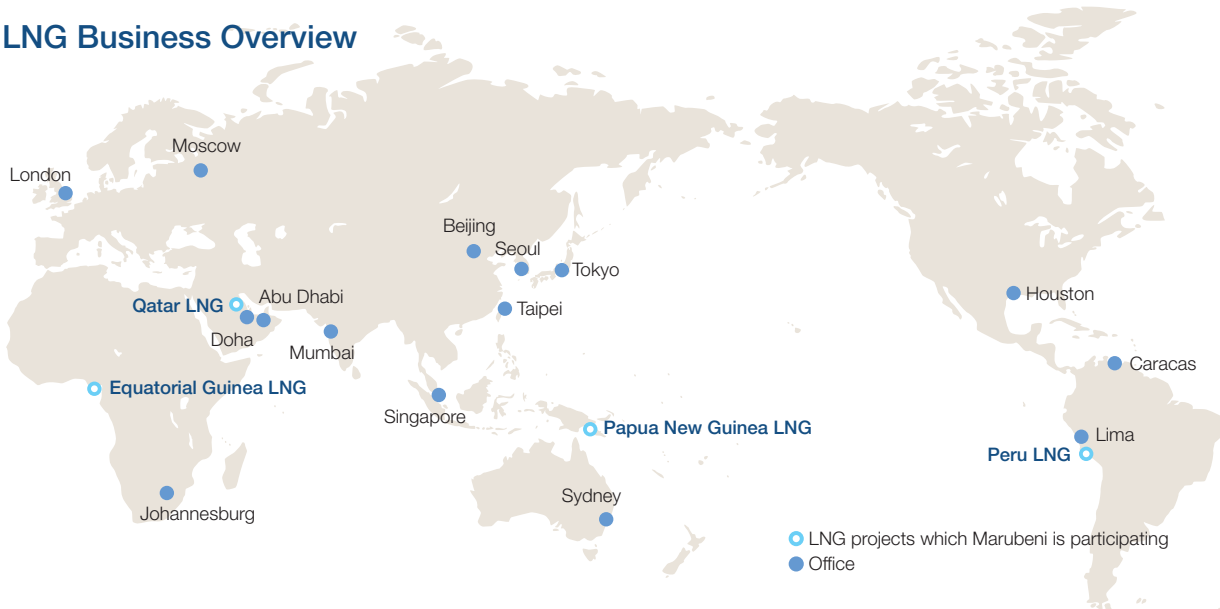 LNG Business Overview
Moscow
London
Beijing
Seoul
Tokyo
Abu Dhabi
Qatar LNG
Houston
Taipei
Doha
Mumbai
Caracas
Equatorial Guinea LNG
Singapore
Papua New Guinea LNG
Lima
Peru LNG
Sydney
Johannesburg
LNG projects which Marubeni is participating
Office